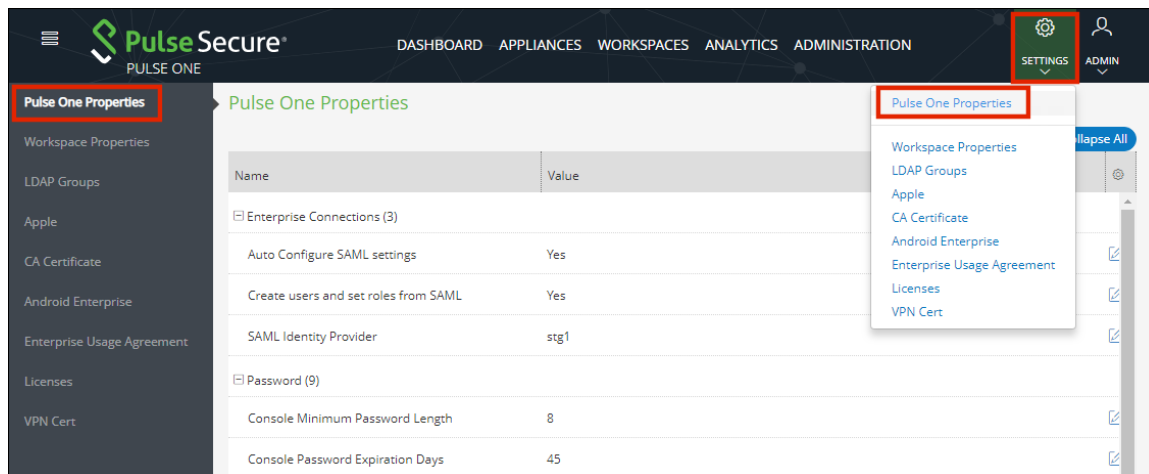 Pulse Secure®
PULSE ONE
DASHBOARD APPLIANCES WORKSPACES ANALYTICS ADMINISTRATION
SETTINGS
ADMIN
Pulse One Properties
Workspace Properties
LDAP Groups
Apple
CA Certificate
Android Enterprise
Enterprise Usage Agreement
Licenses
VPN Cert
Pulse One Properties
Pulse One Properties
Workspace Properties
LDAP Groups
Apple
CA Certificate
Android Enterprise
Enterprise Usage Agreement
Licenses
VPN Cert
All
Name Value
Enterprise Connections (3)
Auto Configure SAML settings Yes
Create users and set roles from SAML Yes
SAML Identity Provider stg1
Password (9)
Console Minimum Password Length 8
Console Password Expiration Days 45